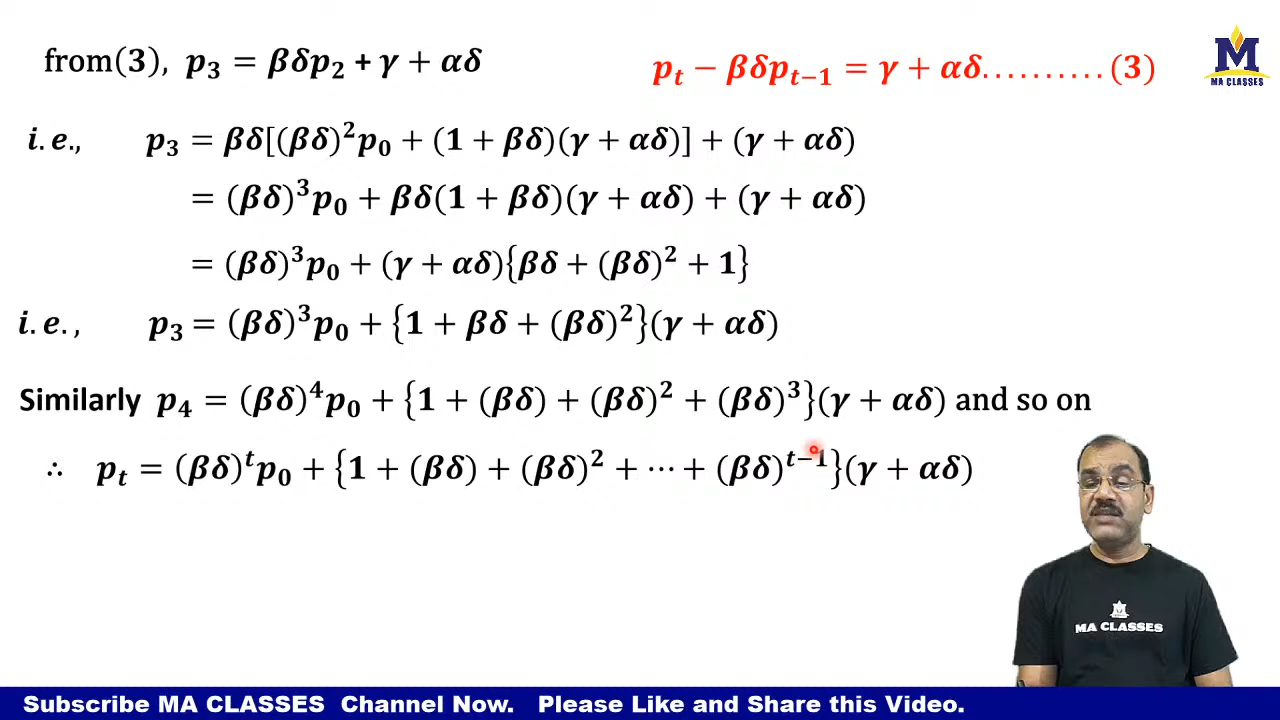 from(3), p₃ = βδp₂ + γ + αδ
pₜ − βδpₜ₋₁ = γ + αδ..........(3)
M
MA CLASSES
i.e., p₃ = βδ[(βδ)²p₀ + (1 + βδ)(γ + αδ)] + (γ + αδ)
= (βδ)³p₀ + βδ(1 + βδ)(γ + αδ) + (γ + αδ)
= (βδ)³p₀ + (γ + αδ){βδ + (βδ)² + 1}
i.e., p₃ = (βδ)³p₀ + {1 + βδ + (βδ)²}(γ + αδ)
Similarly p₄ = (βδ)⁴p₀ + {1 + (βδ) + (βδ)² + (βδ)³}(γ + αδ) and so on
∴ pₜ = (βδ)ᵗp₀ + {1 + (βδ) + (βδ)² + ⋯ + (βδ)ᵗ⁻¹}(γ + αδ)
MA CLASSES
Subscribe MA CLASSES Channel Now. Please Like and Share this Video.